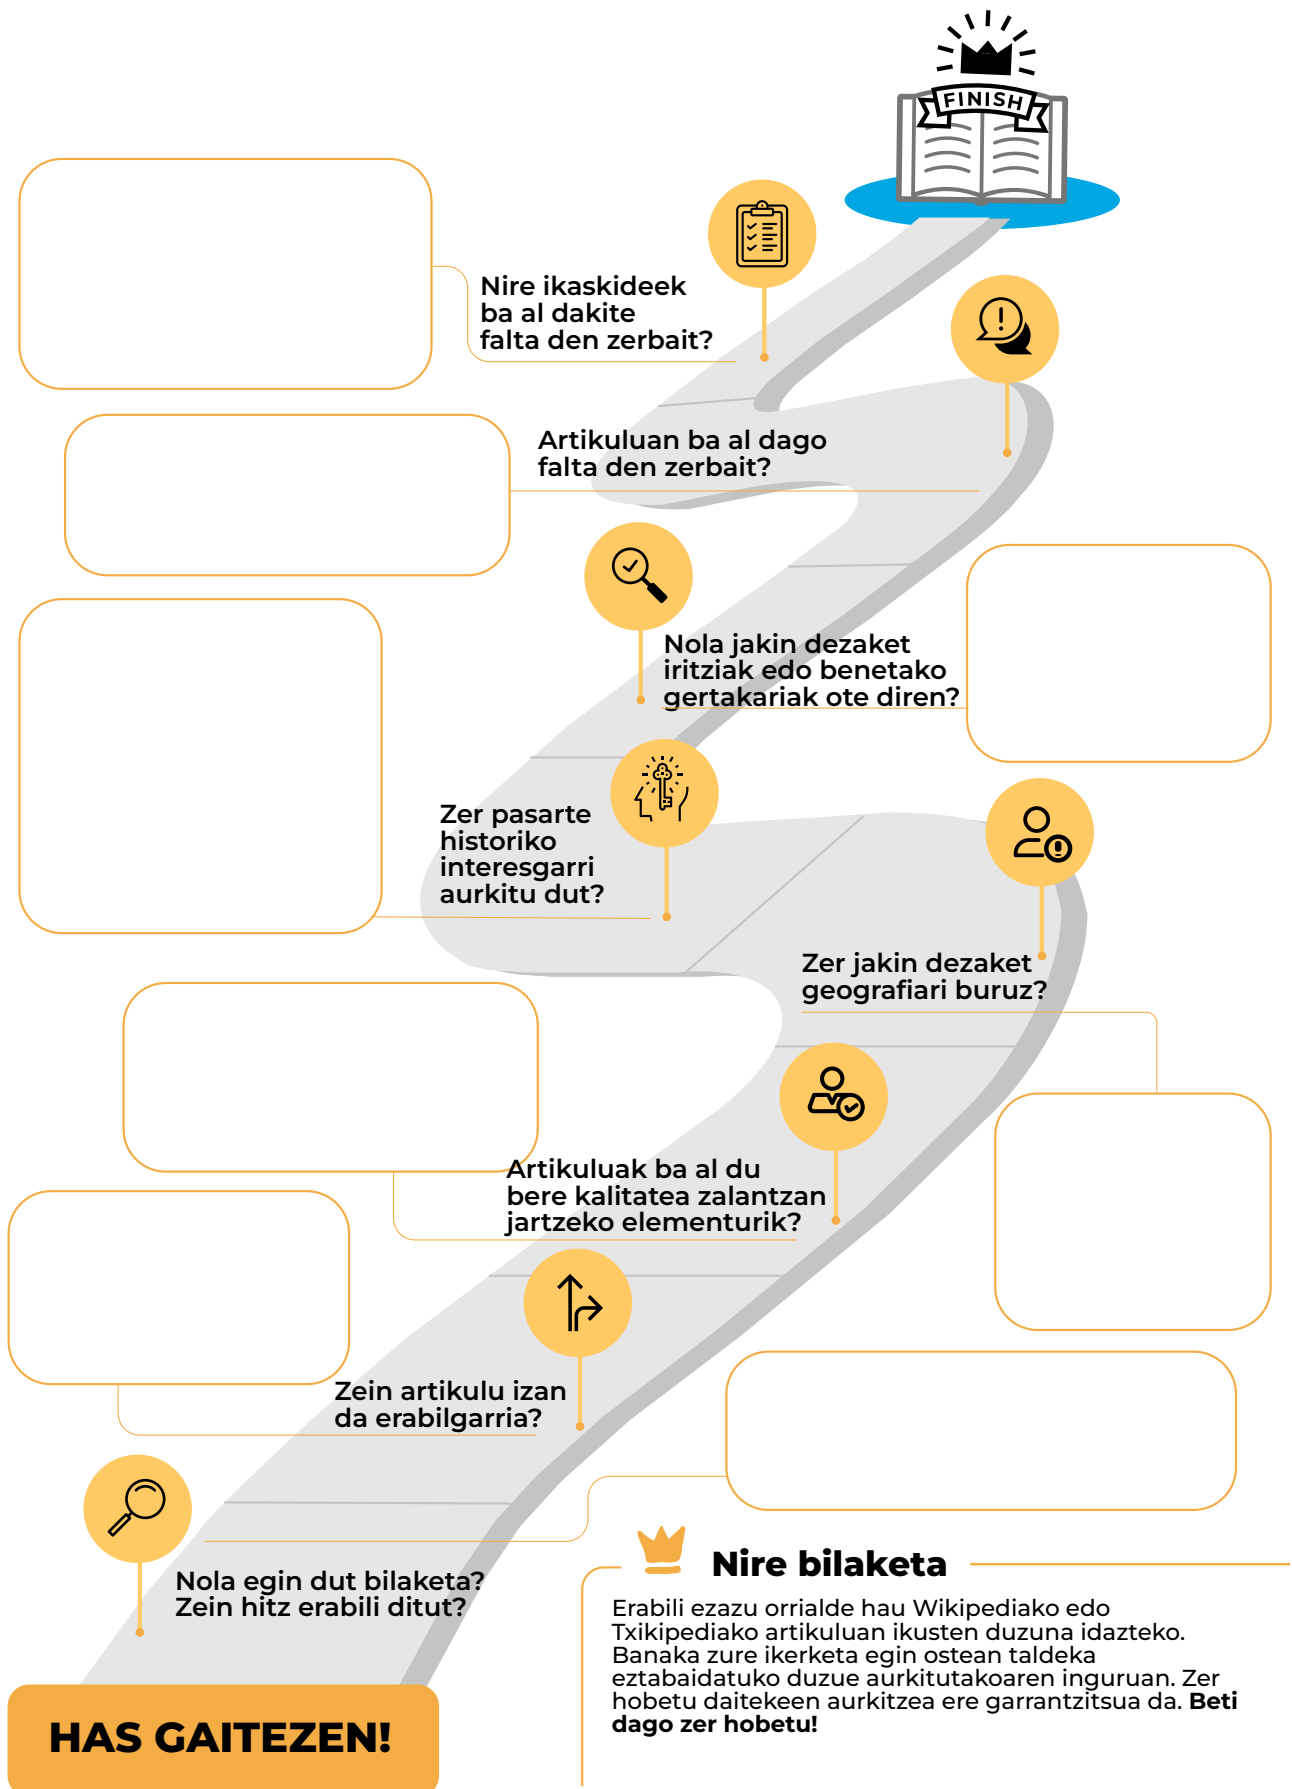 FINISH
Nire ikaskideek
ba al dakite
falta den zerbait?
Artikuluan ba al dago
falta den zerbait?
Nola jakin dezaket
iritziak edo benetako
gertakariak ote diren?
Zer pasarte
historiko
interesgarri
aurkitu dut?
Zer jakin dezaket
geografiari buruz?
Artikuluak ba al du
bere kalitatea zalantzan
jartzeko elementurik?
Zein artikulu izan
da erabilgarria?
Nola egin dut bilaketa?
Zein hitz erabili ditut?
HAS GAITEZEN!
Nire bilaketa
Erabili ezazu orrialde hau Wikipediako edo
Txikipediako artikuluan ikusten duzuna idazteko.
Banaka zure ikerketa egin ostean taldeka
eztabaidatuko duzue aurkitutakoaren inguruan. Zer
hobetu daitekeen aurkitzea ere garrantzitsua da. Beti
dago zer hobetu!